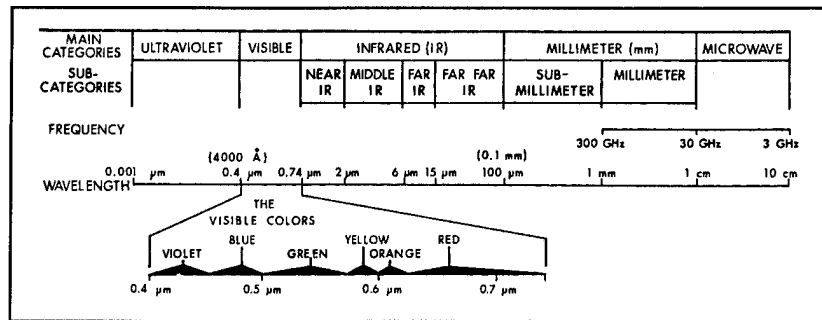 MAIN CATEGORIES ULTRAVIOLET VISIBLE INFRARED (IR) MILLIMETER (mm) MICROWAVE
SUB-CATEGORIES NEAR IR MIDDLE IR FAR IR FAR FAR IR SUB-MILLIMETER MILLIMETER
FREQUENCY 300 GHz 30 GHz 3 GHz
(4000 Å) (0.1 mm)
WAVELENGTH 0.001 μm 0.4 μm 0.74 μm 2 μm 6 μm 15 μm 100 μm 1 mm 1 cm 10 cm
THE
VISIBLE COLORS
VIOLET BLUE GREEN YELLOW ORANGE RED
0.4 μm 0.5 μm 0.6 μm 0.7 μm